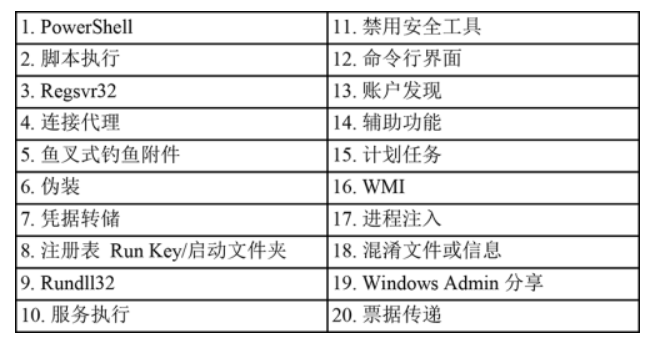 1. PowerShell
11. 禁用安全工具
2. 脚本执行
12. 命令行界面
3. Regsvr32
13. 账户发现
4. 连接代理
14. 辅助功能
5. 鱼叉式钓鱼附件
15. 计划任务
6. 伪装
16. WMI
7. 凭据转储
17. 进程注入
8. 注册表 Run Key/启动文件夹
18. 混淆文件或信息
9. Rundll32
19. Windows Admin 分享
10. 服务执行
20. 票据传递